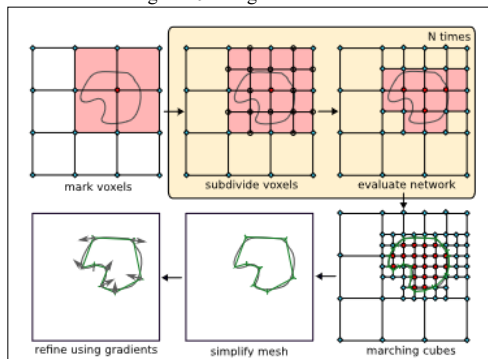 N times
mark voxels
subdivide voxels
evaluate network
refine using gradients
simplify mesh
marching cubes